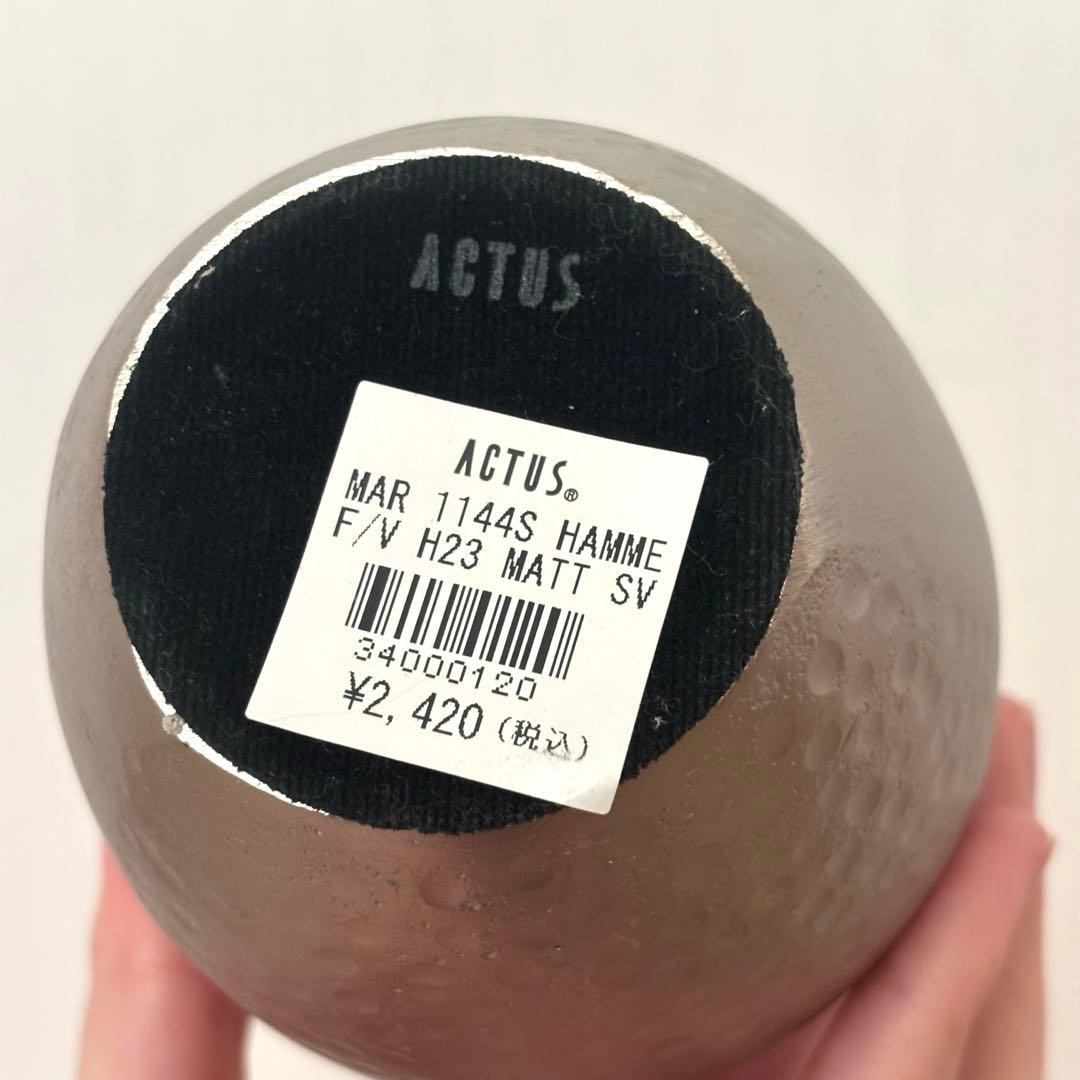 ACTUS
ACTUS®
MAR 1144S HAMME
F/V H23 MATT SV
34000120
¥2,420(税込)